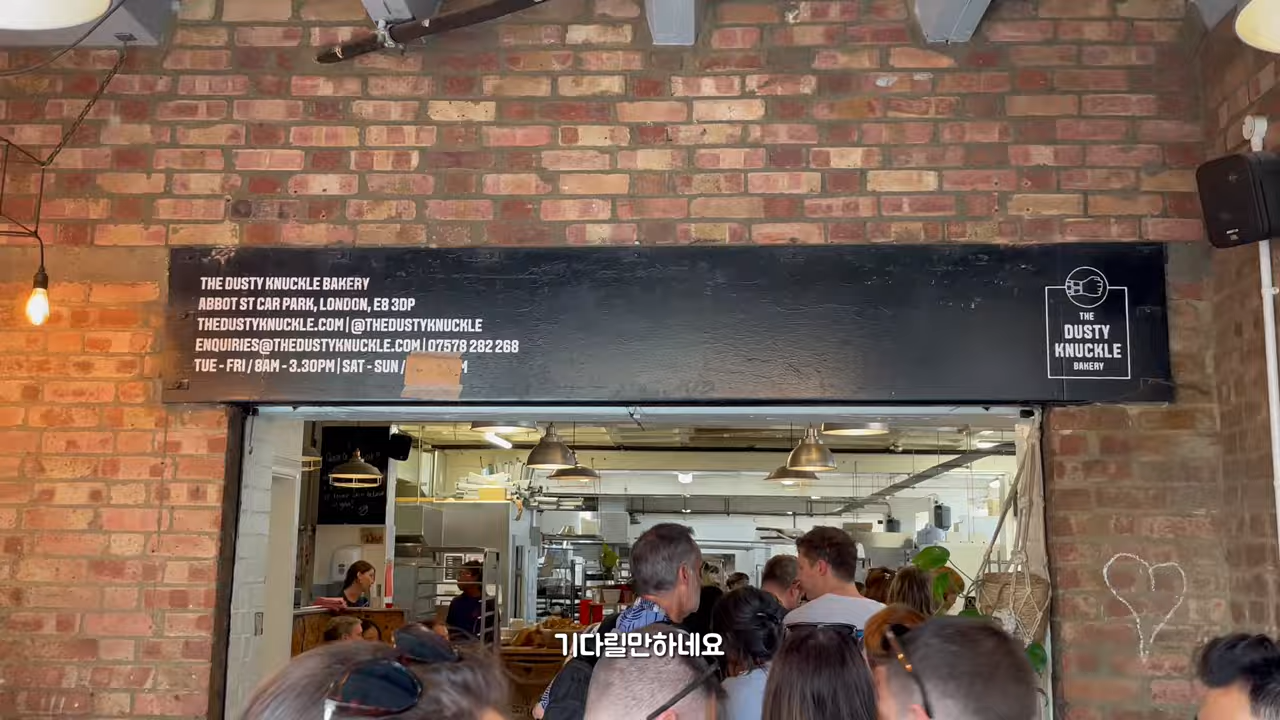 THE DUSTY KNUCKLE BAKERY
ABBOT ST CAR PARK, LONDON, E8 3DP
THEDUSTYKNUCKLE.COM | @THEDUSTYKNUCKLE
ENQUIRIES@THEDUSTYKNUCKLE.COM | 07578 282 268
TUE - FRI / 8AM - 3.30PM | SAT - SUN / M
THE
DUSTY
KNUCKLE
BAKERY
기다릴만하네요